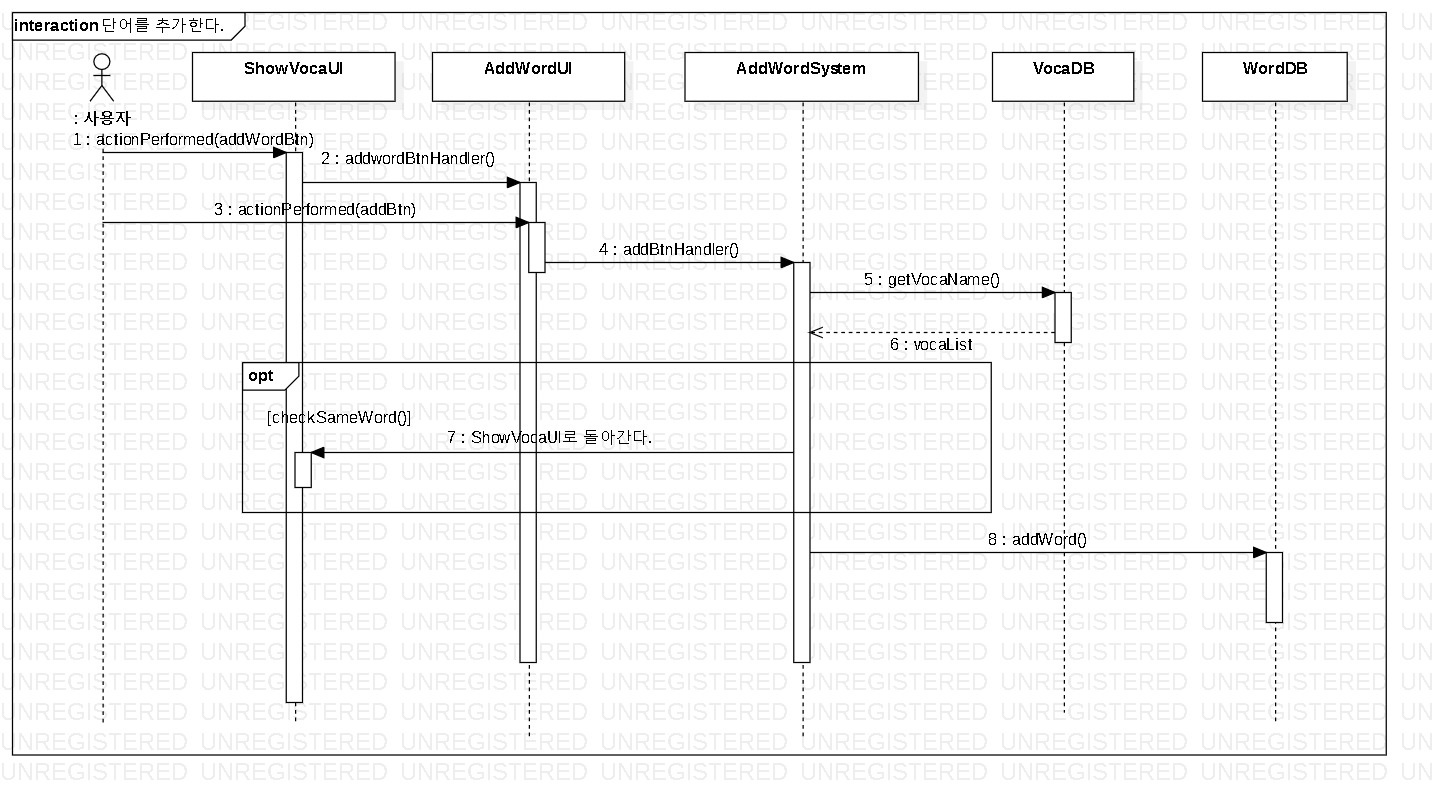 interaction 단어를 추가한다.
ShowVocaUI
AddWordUI
AddWordSystem
VocaDB
WordDB
: 사용자
1 : actionPerformed(addWordBtn)
2 : addwordBtnHandler()
3 : actionPerformed(addBtn)
4 : addBtnHandler()
5 : getVocaName()
6 : vocaList
opt
[checkSameWord()]
7 : ShowVocaUI로 돌아간다.
8 : addWord()
UNREGISTERED